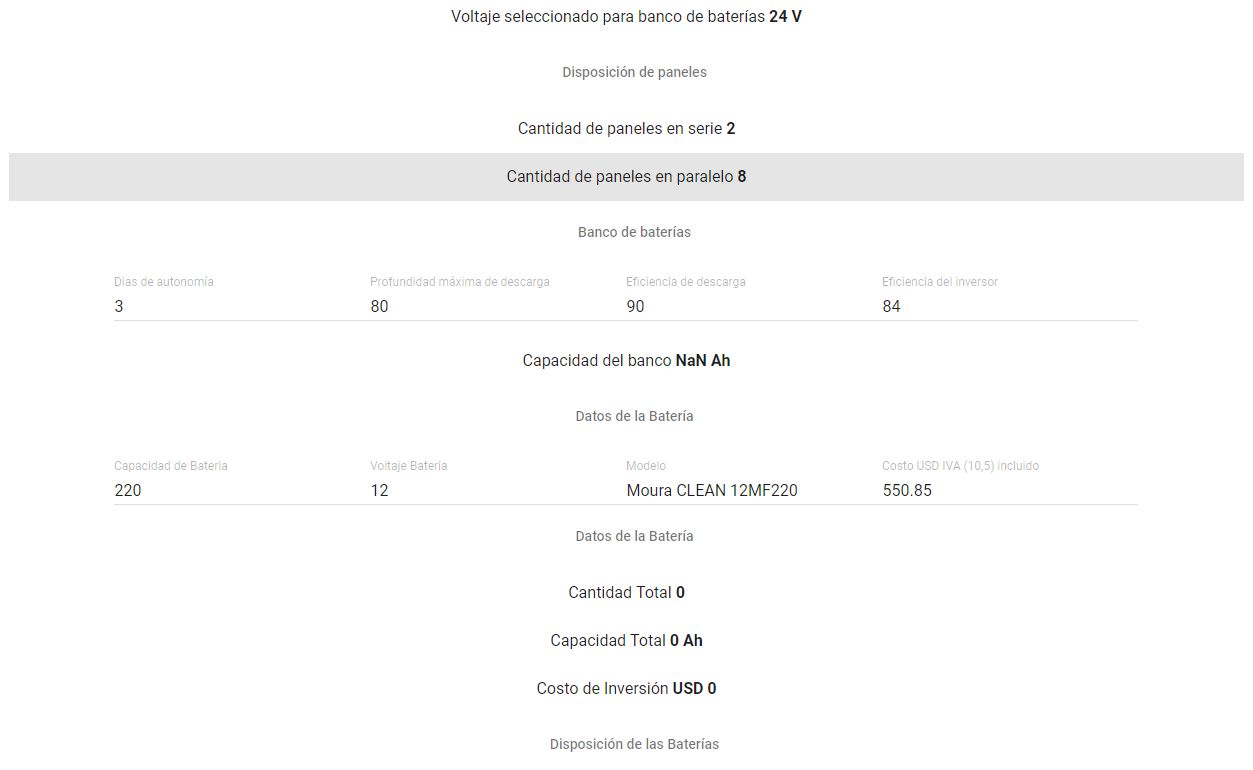 Voltaje seleccionado para banco de baterías 24 V
Disposición de paneles
Cantidad de paneles en serie 2
Cantidad de paneles en paralelo 8
Banco de baterías
Dias de autonomía Profundidad máxima de descarga Eficiencia de descarga Eficiencia del inversor
3 80 90 84
Capacidad del banco NaN Ah
Datos de la Batería
Capacidad de Bateria Voltaje Bateria Modelo Costo USD IVA (10,5) incluido
220 12 Moura CLEAN 12MF220 550.85
Datos de la Batería
Cantidad Total 0
Capacidad Total 0 Ah
Costo de Inversión USD 0
Disposición de las Baterías